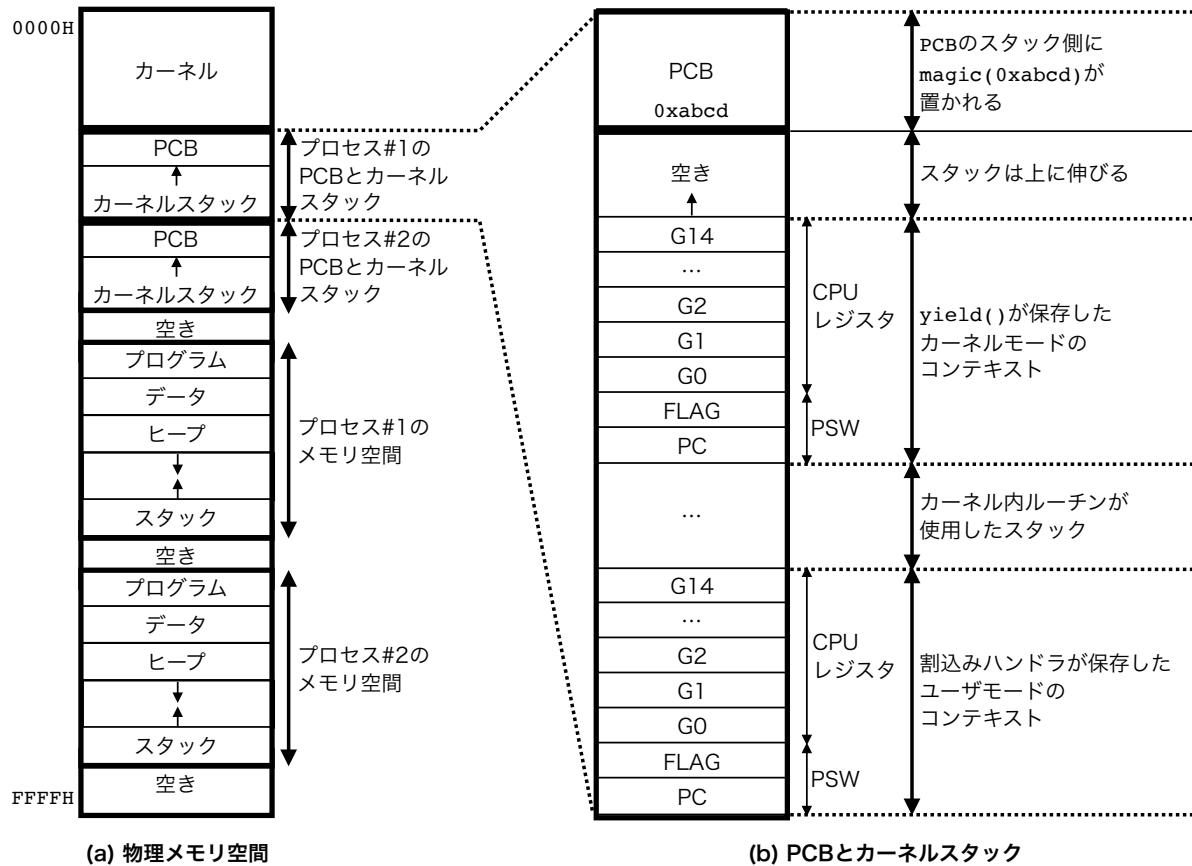 0000H
カーネル
PCB
カーネルスタック
プロセス#1の
PCBとカーネル
スタック
PCB
カーネルスタック
プロセス#2の
PCBとカーネル
スタック
空き
プログラム
データ
ヒープ
スタック
プロセス#1の
メモリ空間
空き
プログラム
データ
ヒープ
スタック
プロセス#2の
メモリ空間
空き
FFFFH
(a) 物理メモリ空間
PCB
0xabcd
PCBのスタック側に
magic(0xabcd)が
置かれる
空き
スタックは上に伸びる
G14
…
G2
G1
G0
FLAG
PC
CPU
レジスタ
PSW
yield()が保存した
カーネルモードの
コンテキスト
…
カーネル内ルーチンが
使用したスタック
G14
…
G2
G1
G0
FLAG
PC
CPU
レジスタ
PSW
割込みハンドラが保存した
ユーザモードの
コンテキスト
(b) PCBとカーネルスタック